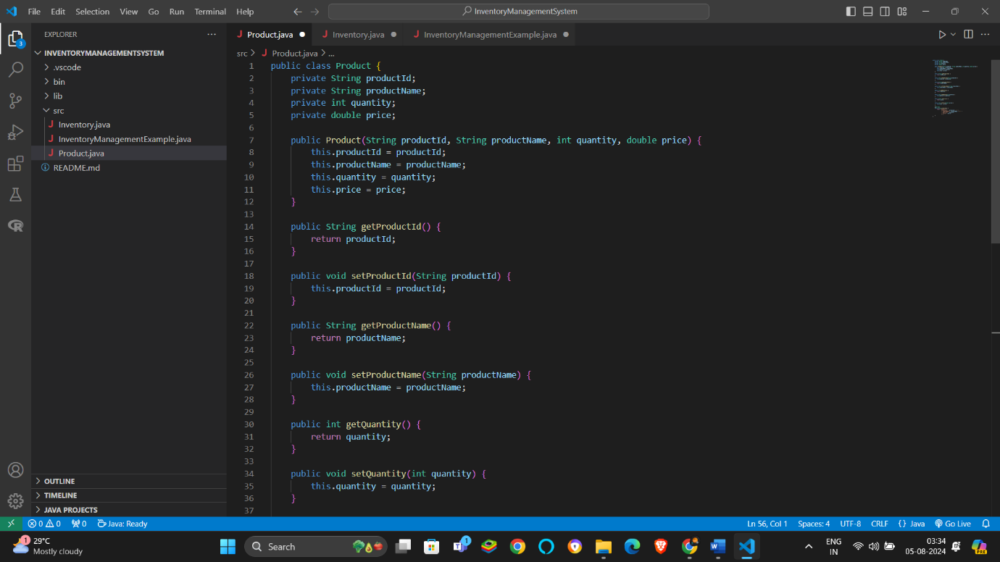 File Edit Selection View Go Run Terminal Help
InventoryManagementSystem
EXPLORER
Product.java
Inventory.java
InventoryManagementExample.java
3
INVENTORYMANAGEMENTSYSTEM
.vscode
bin
lib
src
Inventory.java
InventoryManagementExample.java
Product.java
README.md
OUTLINE
TIMELINE
JAVA PROJECTS
src > J Product.java > ...
1 public class Product {
2 private String productId;
3 private String productName;
4 private int quantity;
5 private double price;
6
7 public Product(String productId, String productName, int quantity, double price) {
8 this.productId = productId;
9 this.productName = productName;
10 this.quantity = quantity;
11 this.price = price;
12 }
13
14 public String getProductId() {
15 return productId;
16 }
17
18 public void setProductId(String productId) {
19 this.productId = productId;
20 }
21
22 public String getProductName() {
23 return productName;
24 }
25
26 public void setProductName(String productName) {
27 this.productName = productName;
28 }
29
30 public int getQuantity() {
31 return quantity;
32 }
33
34 public void setQuantity(int quantity) {
35 this.quantity = quantity;
36 }
37
0 0 0 Java: Ready
Ln 56, Col 1 Spaces: 4 UTF-8 CRLF {} Java Go Live
1
29°C
Mostly cloudy
Search
1
ENG
IN
03:34
05-08-2024
PRE